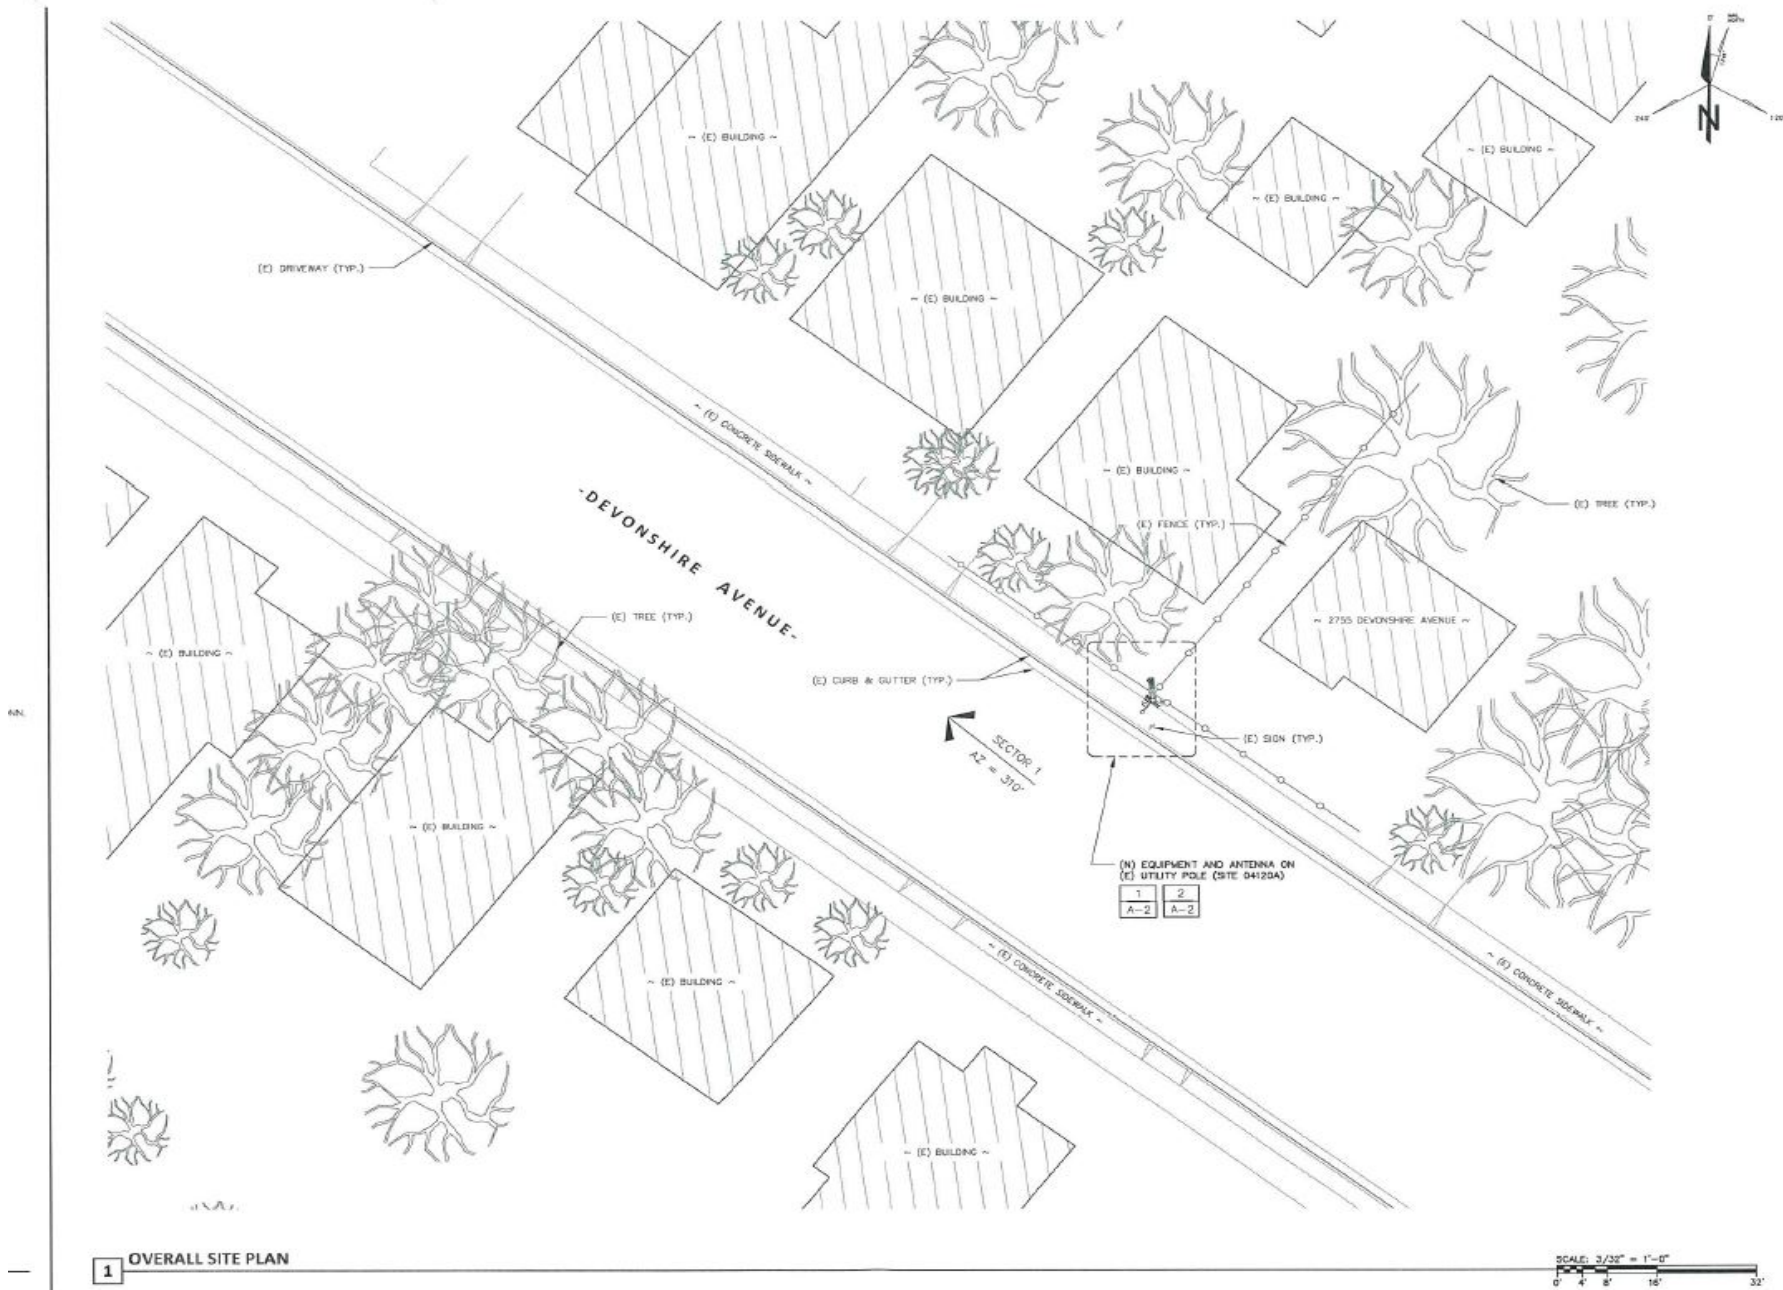 0°
N
240°
120
~ (E) BUILDING ~
~ (E) BUILDING ~
~ (E) BUILDING ~
(E) DRIVEWAY (TYP.)
~ (E) BUILDING ~
~ (E) CONCRETE SIDEWALK ~
~ (E) BUILDING ~
-DEVONSHIRE AVENUE-
(E) FENCE (TYP.)
(E) TREE (TYP.)
(E) TREE (TYP.)
~ 2755 DEVONSHIRE AVENUE ~
~ (E) BUILDING ~
(E) CURB & GUTTER (TYP.)
SECTOR 1
AZ = 310°
(E) SIGN (TYP.)
~ (E) BUILDING ~
(N) EQUIPMENT AND ANTENNA ON
(E) UTILITY POLE (SITE 04120A)
1 2
A-2 A-2
~ (E) BUILDING ~
~ (E) CONCRETE SIDEWALK ~
~ (E) CONCRETE SIDEWALK ~
~ (E) BUILDING ~
1 OVERALL SITE PLAN
SCALE: 3/32" = 1'-0"
0' 4' 8' 16' 32'